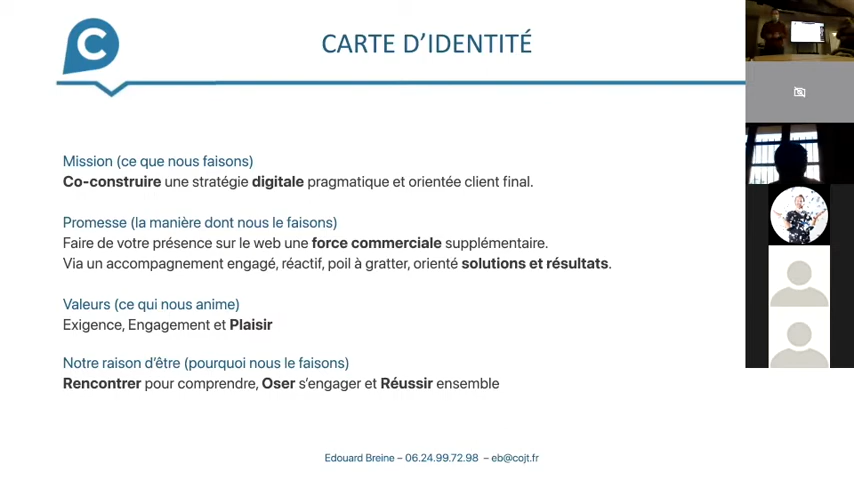 C
CARTE D’IDENTITÉ
Mission (ce que nous faisons)
Co-construire une stratégie digitale pragmatique et orientée client final.
Promesse (la manière dont nous le faisons)
Faire de votre présence sur le web une force commerciale supplémentaire.
Via un accompagnement engagé, réactif, poil à gratter, orienté solutions et résultats.
Valeurs (ce qui nous anime)
Exigence, Engagement et Plaisir
Notre raison d’être (pourquoi nous le faisons)
Rencontrer pour comprendre, Oser s’engager et Réussir ensemble
Edouard Breine – 06.24.99.72.98 – eb@cojt.fr